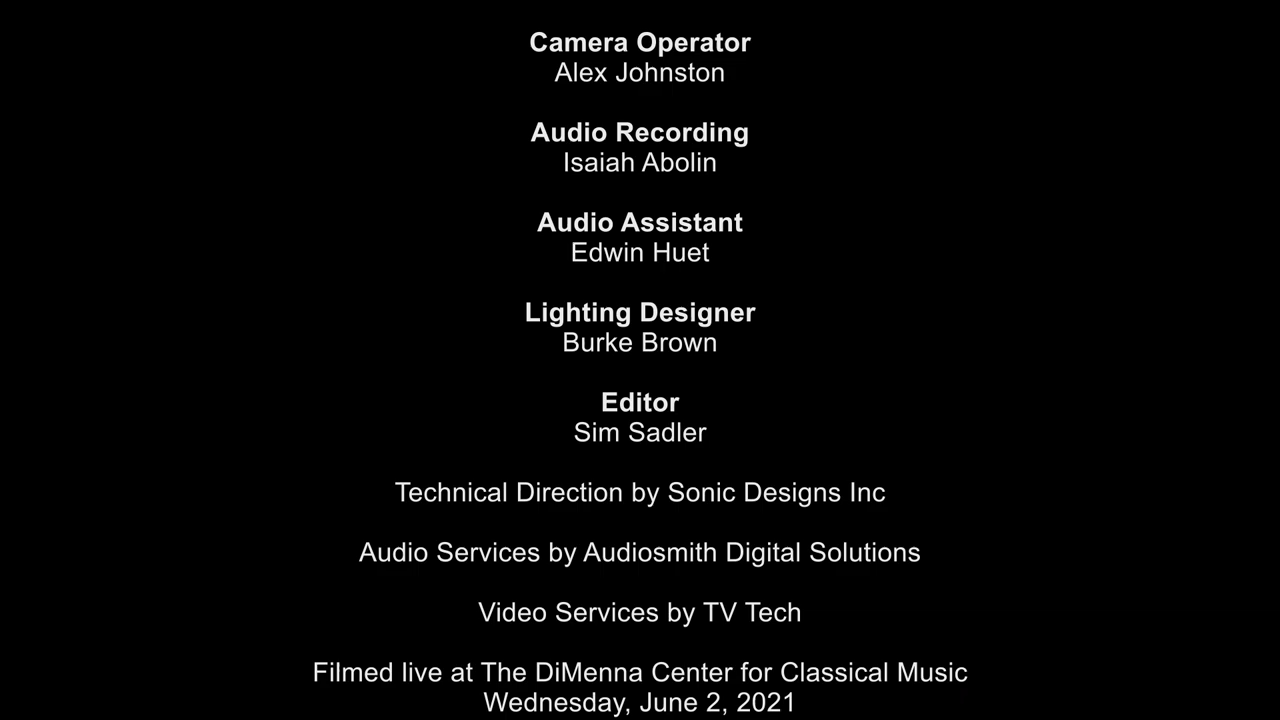 Camera Operator
Alex Johnston
Audio Recording
Isaiah Abolin
Audio Assistant
Edwin Huet
Lighting Designer
Burke Brown
Editor
Sim Sadler
Technical Direction by Sonic Designs Inc
Audio Services by Audiosmith Digital Solutions
Video Services by TV Tech
Filmed live at The DiMenna Center for Classical Music
Wednesday, June 2, 2021